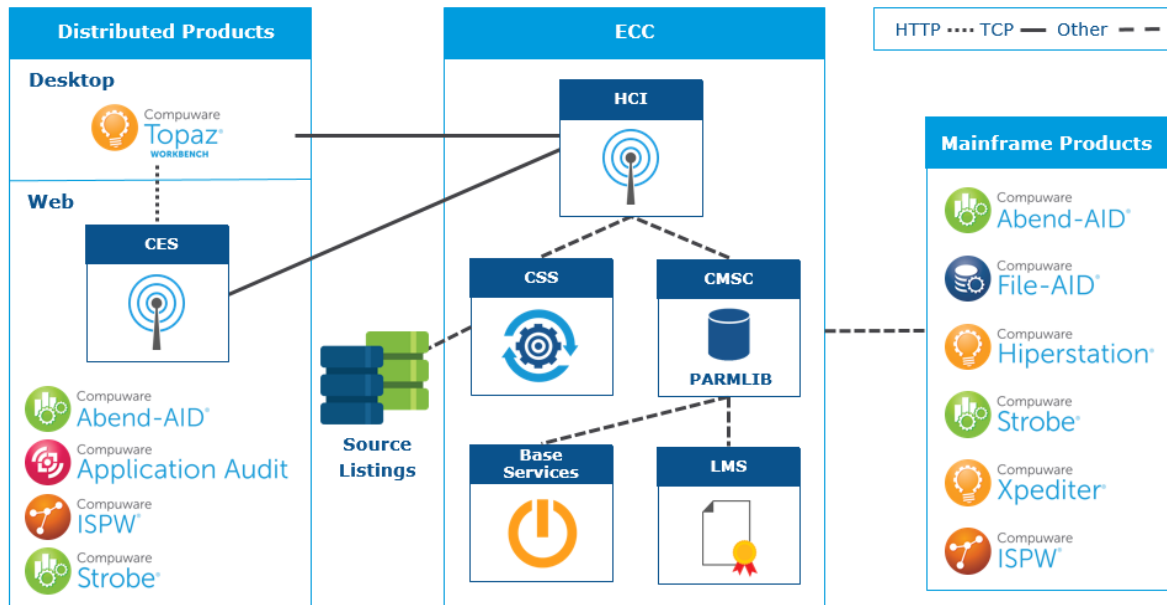 Distributed Products
Desktop
Compuware
Topaz®
WORKBENCH
Web
CES
Compuware
Abend-AID®
Compuware
Application Audit
Compuware
ISPW®
Compuware
Strobe®
Source
Listings
ECC
HCI
CSS
CMSC
PARMLIB
Base
Services
LMS
HTTP TCP Other
Mainframe Products
Compuware
Abend-AID®
Compuware
File-AID®
Compuware
Hiperstation®
Compuware
Strobe®
Compuware
Xpediter®
Compuware
ISPW®